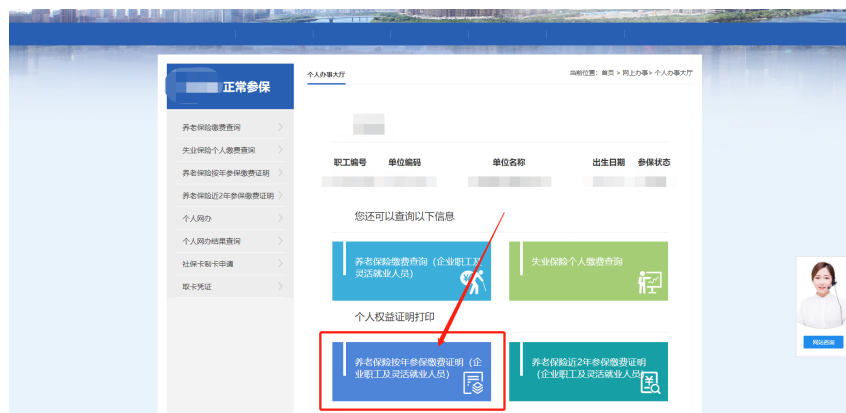 正常参保
养老保险缴费查询
失业保险个人缴费查询
养老保险按年参保缴费证明
养老保险近2年参保缴费证明
个人网办
个人网办结果查询
社保卡制卡申请
取卡凭证
个人办事大厅
当前位置：首页 > 网上办事> 个人办事大厅
职工编号 单位编码 单位名称 出生日期 参保状态
您还可以查询以下信息
养老保险缴费查询（企业职工及
灵活就业人员）
失业保险个人缴费查询
个人权益证明打印
养老保险按年参保缴费证明（企
业职工及灵活就业人员）
养老保险近2年参保缴费证明
（企业职工及灵活就业人员）
网站咨询